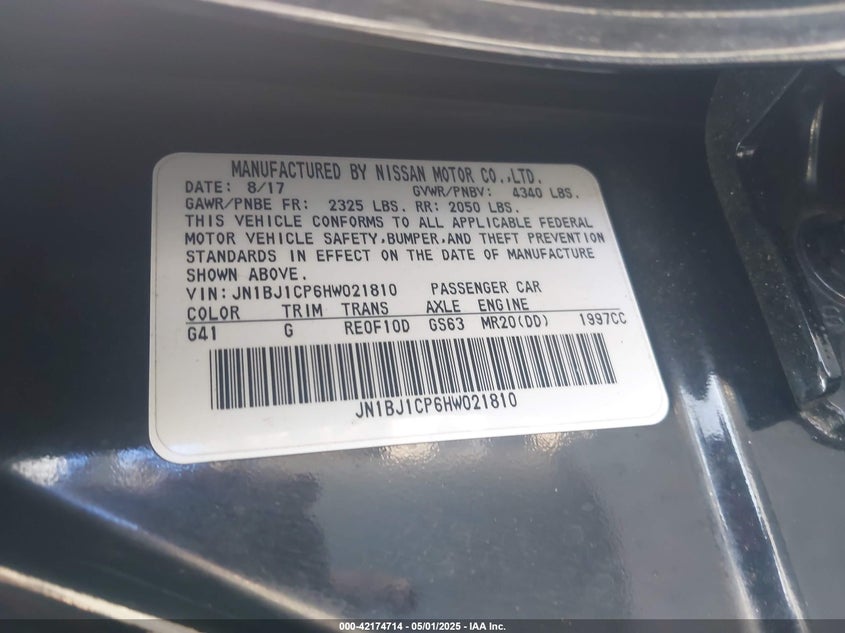 MANUFACTURED BY NISSAN MOTOR CO.,LTD.
DATE: 8/17 GVWR/PNBV: 4340 LBS.
GAWR/PNBE FR: 2325 LBS. RR: 2050 LBS.
THIS VEHICLE CONFORMS TO ALL APPLICABLE FEDERAL
MOTOR VEHICLE SAFETY,BUMPER,AND THEFT PREVENTION
STANDARDS IN EFFECT ON THE DATE OF MANUFACTURE
SHOWN ABOVE.
VIN: JN1BJ1CP6HW021810 PASSENGER CAR
COLOR TRIM TRANS AXLE ENGINE
G41 G RE0F10D GS63 MR20(DD) 1997CC
JN1BJ1CP6HW021810
000-42174714 - 05/01/2025 - IAA Inc.